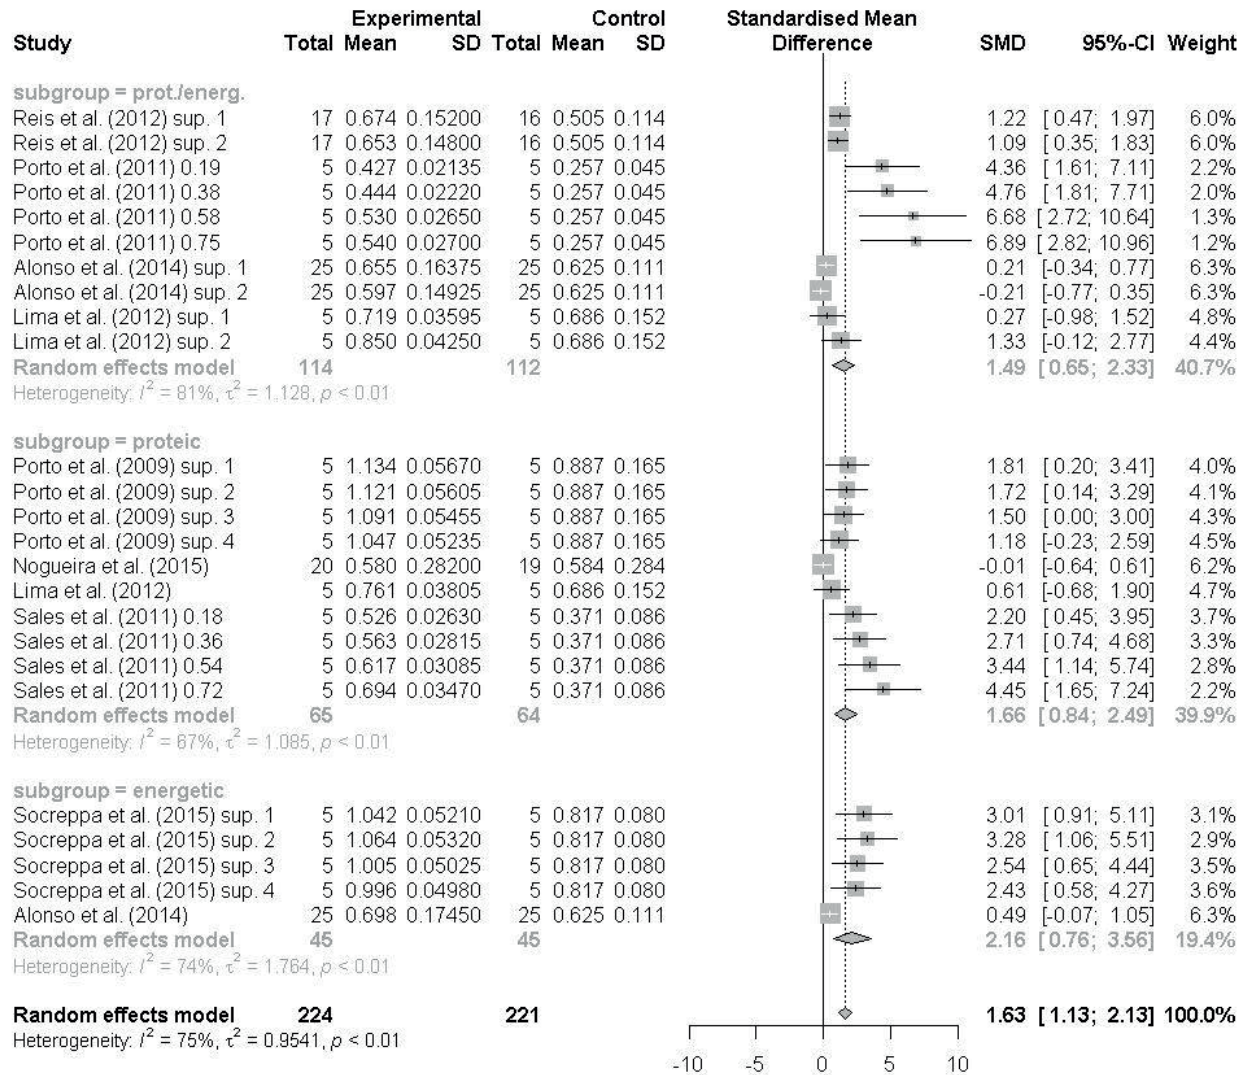 Experimental Control Standardised Mean
Study Total Mean SD Total Mean SD Difference SMD 95%-CI Weight
subgroup = prot./energ.
Reis et al. (2012) sup. 1 17 0.674 0.15200 16 0.505 0.114 1.22 [0.47; 1.97] 6.0%
Reis et al. (2012) sup. 2 17 0.653 0.14800 16 0.505 0.114 1.09 [0.35; 1.83] 6.0%
Porto et al. (2011) 0.19 5 0.427 0.02135 5 0.257 0.045 4.36 [1.61; 7.11] 2.2%
Porto et al. (2011) 0.38 5 0.444 0.02220 5 0.257 0.045 4.76 [1.81; 7.71] 2.0%
Porto et al. (2011) 0.58 5 0.530 0.02650 5 0.257 0.045 6.68 [2.72; 10.64] 1.3%
Porto et al. (2011) 0.75 5 0.540 0.02700 5 0.257 0.045 6.89 [2.82; 10.96] 1.2%
Alonso et al. (2014) sup. 1 25 0.655 0.16375 25 0.625 0.111 0.21 [-0.34; 0.77] 6.3%
Alonso et al. (2014) sup. 2 25 0.597 0.14925 25 0.625 0.111 -0.21 [-0.77; 0.35] 6.3%
Lima et al. (2012) sup. 1 5 0.719 0.03595 5 0.686 0.152 0.27 [-0.98; 1.52] 4.8%
Lima et al. (2012) sup. 2 5 0.850 0.04250 5 0.686 0.152 1.33 [-0.12; 2.77] 4.4%
Random effects model 114 112 1.49 [0.65; 2.33] 40.7%
Heterogeneity: I² = 81%, τ² = 1.128, p < 0.01
subgroup = proteic
Porto et al. (2009) sup. 1 5 1.134 0.05670 5 0.887 0.165 1.81 [0.20; 3.41] 4.0%
Porto et al. (2009) sup. 2 5 1.121 0.05605 5 0.887 0.165 1.72 [0.14; 3.29] 4.1%
Porto et al. (2009) sup. 3 5 1.091 0.05455 5 0.887 0.165 1.50 [0.00; 3.00] 4.3%
Porto et al. (2009) sup. 4 5 1.047 0.05235 5 0.887 0.165 1.18 [-0.23; 2.59] 4.5%
Nogueira et al. (2015) 20 0.580 0.28200 19 0.584 0.284 -0.01 [-0.64; 0.61] 6.2%
Lima et al. (2012) 5 0.761 0.03805 5 0.686 0.152 0.61 [-0.68; 1.90] 4.7%
Sales et al. (2011) 0.18 5 0.526 0.02630 5 0.371 0.086 2.20 [0.45; 3.95] 3.7%
Sales et al. (2011) 0.36 5 0.563 0.02815 5 0.371 0.086 2.71 [0.74; 4.68] 3.3%
Sales et al. (2011) 0.54 5 0.617 0.03085 5 0.371 0.086 3.44 [1.14; 5.74] 2.8%
Sales et al. (2011) 0.72 5 0.694 0.03470 5 0.371 0.086 4.45 [1.65; 7.24] 2.2%
Random effects model 65 64 1.66 [0.84; 2.49] 39.9%
Heterogeneity: I² = 67%, τ² = 1.085, p < 0.01
subgroup = energetic
Socreppa et al. (2015) sup. 1 5 1.042 0.05210 5 0.817 0.080 3.01 [0.91; 5.11] 3.1%
Socreppa et al. (2015) sup. 2 5 1.064 0.05320 5 0.817 0.080 3.28 [1.06; 5.51] 2.9%
Socreppa et al. (2015) sup. 3 5 1.005 0.05025 5 0.817 0.080 2.54 [0.65; 4.44] 3.5%
Socreppa et al. (2015) sup. 4 5 0.996 0.04980 5 0.817 0.080 2.43 [0.58; 4.27] 3.6%
Alonso et al. (2014) 25 0.698 0.17450 25 0.625 0.111 0.49 [-0.07; 1.05] 6.3%
Random effects model 45 45 2.16 [0.76; 3.56] 19.4%
Heterogeneity: I² = 74%, τ² = 1.764, p < 0.01
Random effects model 224 221 1.63 [1.13; 2.13] 100.0%
Heterogeneity: I² = 75%, τ² = 0.9541, p < 0.01
-10 -5 0 5 10